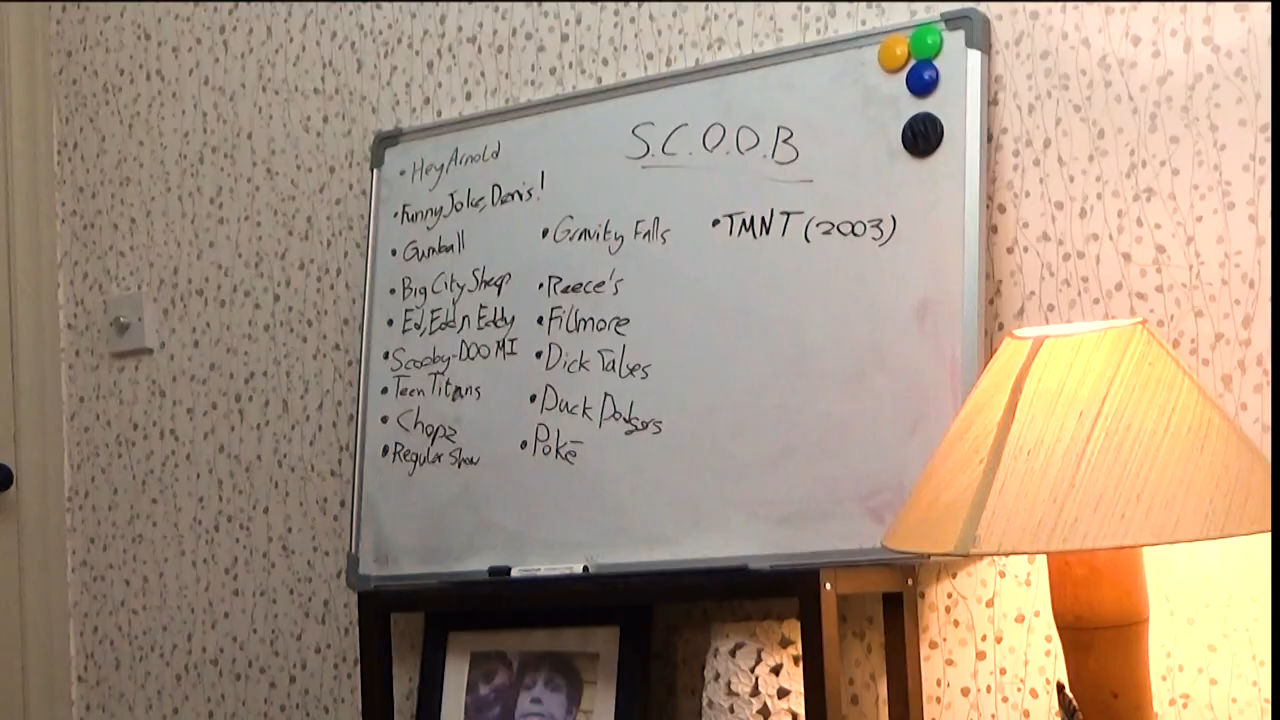 S.C.O.O.B
• Hey Arnold
• Funny Joke, Denis!
• Gumball
• Big City Sheep
• Ed, Edd n Eddy
• Scooby-DOO MI
• Teen Titans
• Chopz
• Regular Show
• Gravity Falls
• Reece's
• Fillmore
• Dick Tales
• Duck Dodgers
• Poké
• TMNT (2003)